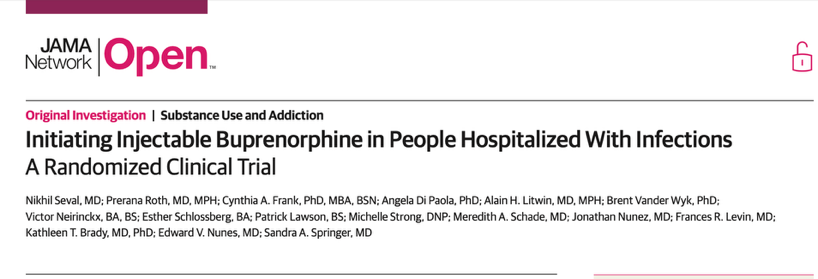 JAMA
Network | Open™
Original Investigation | Substance Use and Addiction
Initiating Injectable Buprenorphine in People Hospitalized With Infections
A Randomized Clinical Trial
Nikhil Seval, MD; Prerana Roth, MD, MPH; Cynthia A. Frank, PhD, MBA, BSN; Angela Di Paola, PhD; Alain H. Litwin, MD, MPH; Brent Vander Wyk, PhD;
Victor Neirinckx, BA, BS; Esther Schlossberg, BA; Patrick Lawson, BS; Michelle Strong, DNP; Meredith A. Schade, MD; Jonathan Nunez, MD; Frances R. Levin, MD;
Kathleen T. Brady, MD, PhD; Edward V. Nunes, MD; Sandra A. Springer, MD